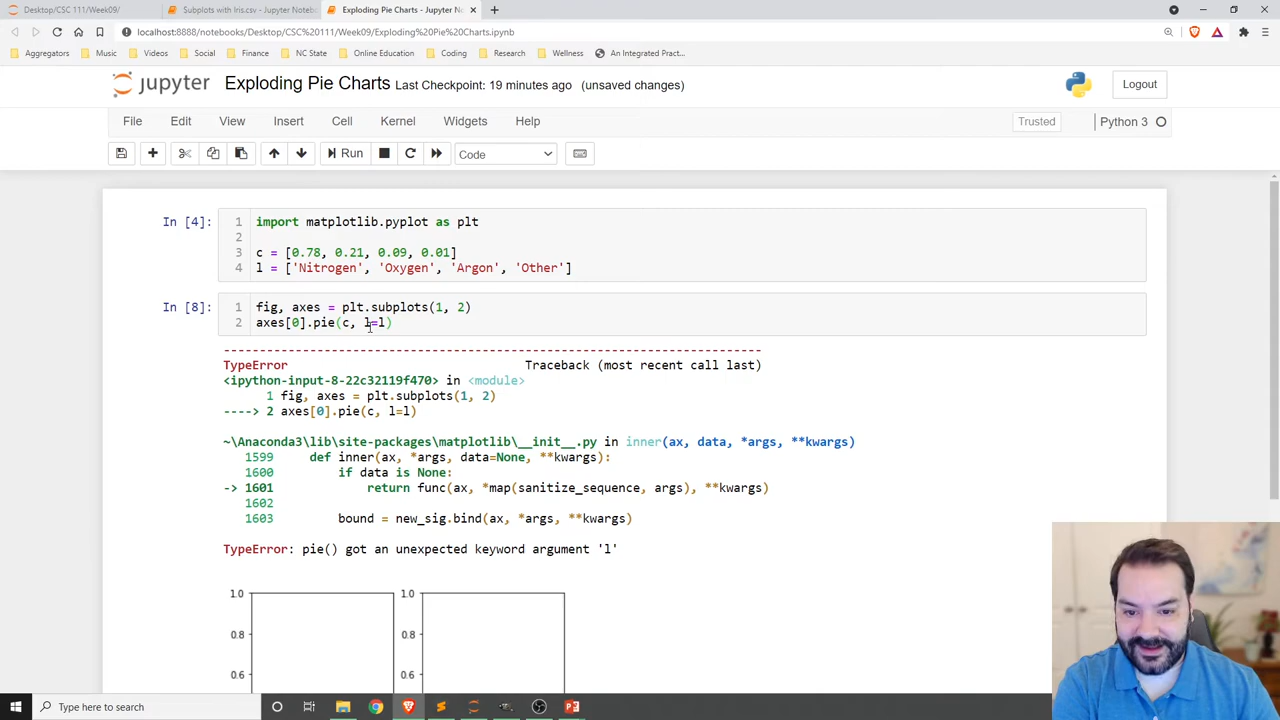 Desktop/CSC 111/Week09/
Subplots with Iris.csv - Jupyter Noteb
Exploding Pie Charts - Jupyter No
localhost:8888/notebooks/Desktop/CSC%20111/Week09/Exploding%20Pie%20Charts.ipynb
Aggregators Music Videos Social Finance NC State Online Education Coding Research Wellness An Integrated Pract...
jupyter Exploding Pie Charts Last Checkpoint: 19 minutes ago (unsaved changes) Logout
File Edit View Insert Cell Kernel Widgets Help Trusted Python 3
Run Code
In [4]: 1 import matplotlib.pyplot as plt
2
3 c = [0.78, 0.21, 0.09, 0.01]
4 l = ['Nitrogen', 'Oxygen', 'Argon', 'Other']
In [8]: 1 fig, axes = plt.subplots(1, 2)
2 axes[0].pie(c, l=l)
---------------------------------------------------------------------------
TypeError Traceback (most recent call last)
<ipython-input-8-22c32119f470> in <module>
1 fig, axes = plt.subplots(1, 2)
----> 2 axes[0].pie(c, l=l)
~\Anaconda3\lib\site-packages\matplotlib\__init__.py in inner(ax, data, *args, **kwargs)
1599 def inner(ax, *args, data=None, **kwargs):
1600 if data is None:
-> 1601 return func(ax, *map(sanitize_sequence, args), **kwargs)
1602
1603 bound = new_sig.bind(ax, *args, **kwargs)
TypeError: pie() got an unexpected keyword argument 'l'
1.0 1.0
0.8 0.8
0.6 0.6
Type here to search